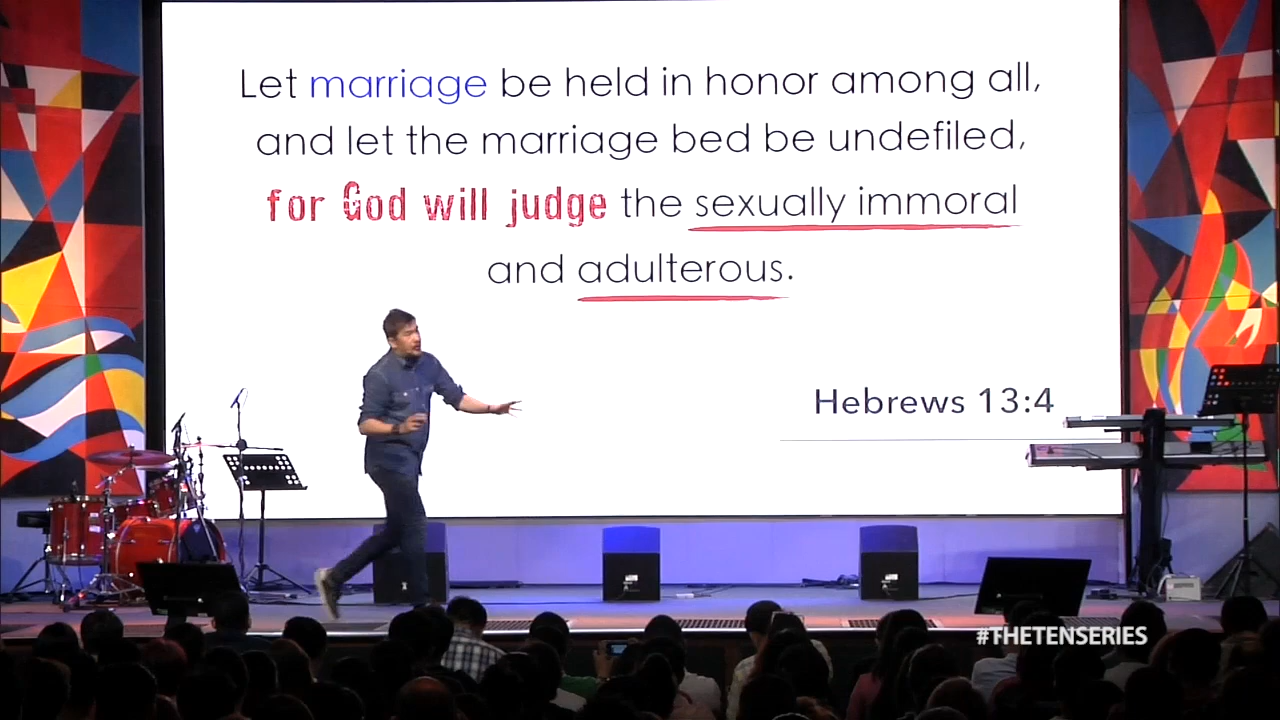 Let marriage be held in honor among all,
and let the marriage bed be undefiled,
for God will judge the sexually immoral
and adulterous.
Hebrews 13:4
#FHETENSERIES